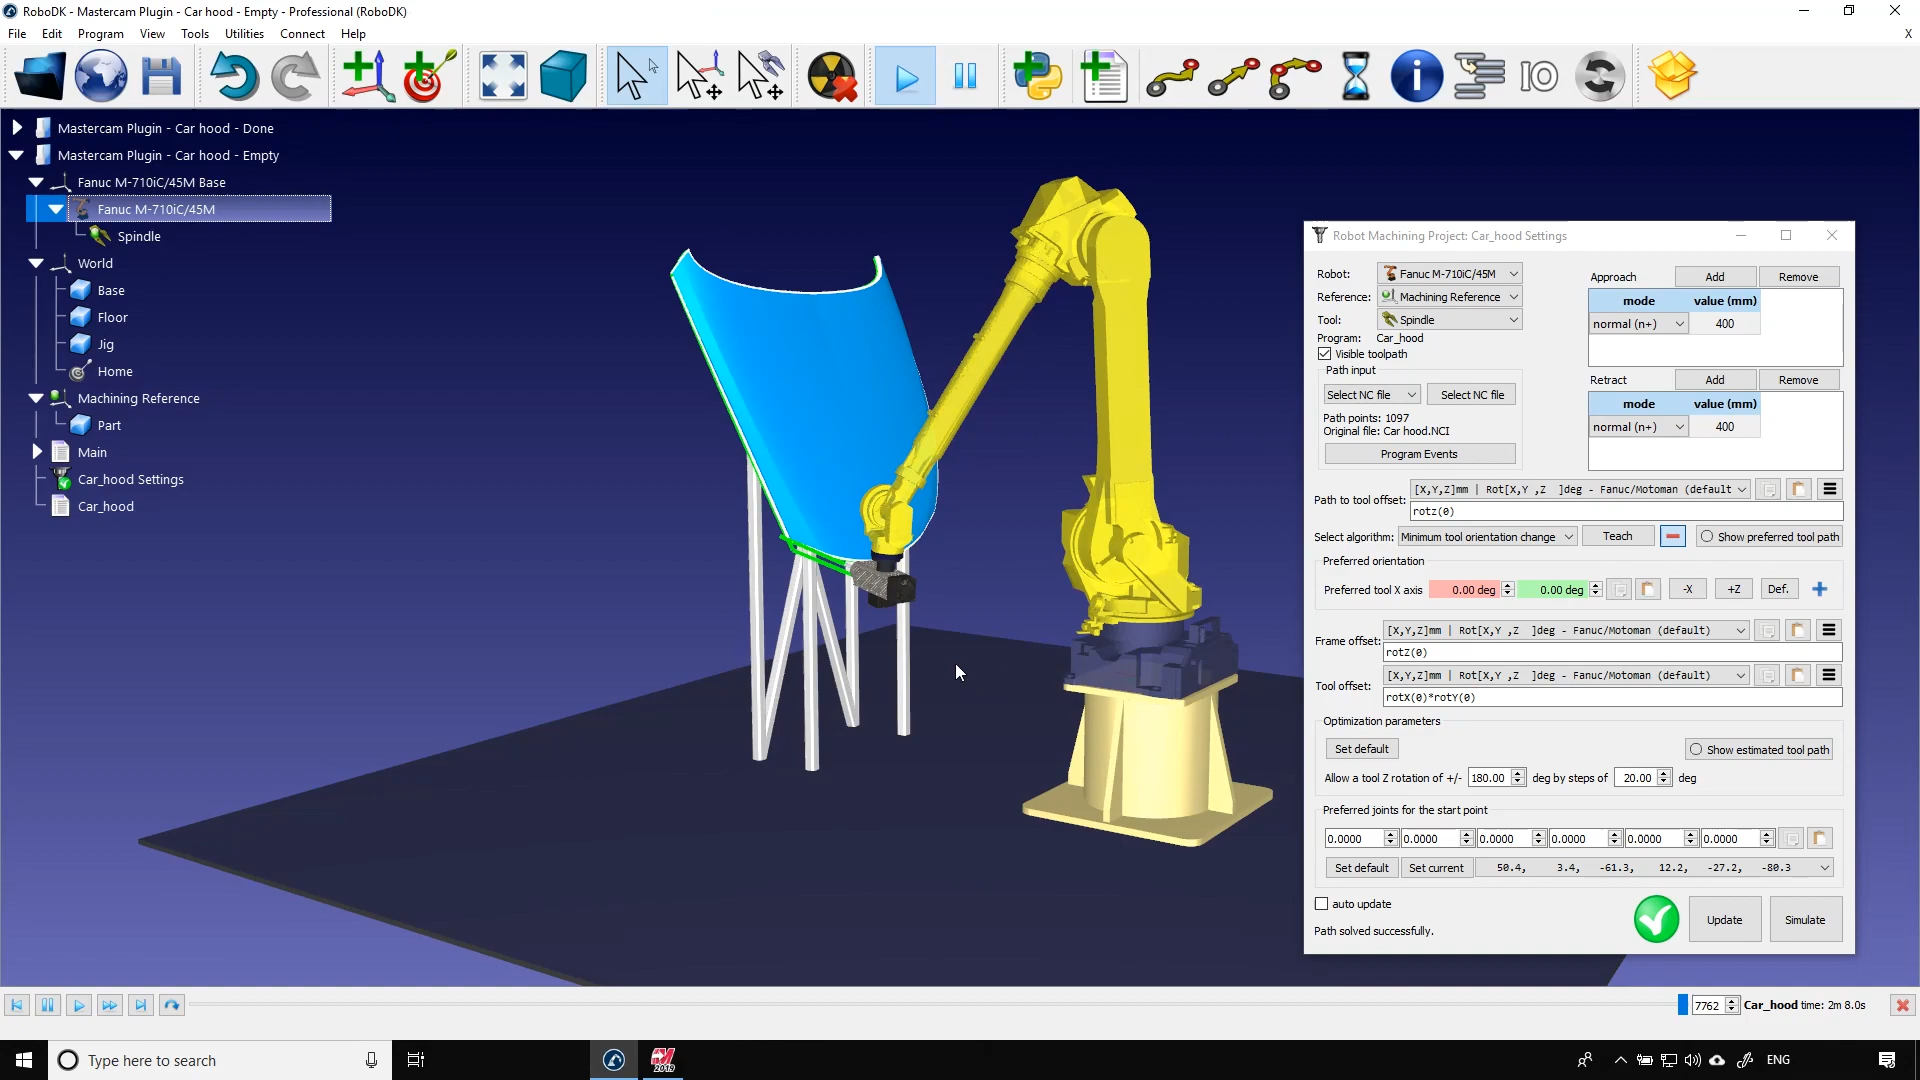 RoboDK - Mastercam Plugin - Car hood - Empty - Professional (RoboDK)
File Edit Program View Tools Utilities Connect Help X
IO
Mastercam Plugin - Car hood - Done
Mastercam Plugin - Car hood - Empty
Fanuc M-710iC/45M Base
Fanuc M-710iC/45M
Spindle
World
Base
Floor
Jig
Home
Machining Reference
Part
Main
Car_hood Settings
Car_hood
Robot Machining Project: Car_hood Settings
Robot: Fanuc M-710iC/45M
Reference: Machining Reference
Tool: Spindle
Program: Car_hood
Visible toolpath
Path input
Select NC file Select NC file
Path points: 1097
Original file: Car hood.NCI
Program Events
Approach Add Remove
mode value (mm)
normal (n+) 400
Retract Add Remove
mode value (mm)
normal (n+) 400
Path to tool offset: [X,Y,Z]mm | Rot[X,Y ,Z ]deg - Fanuc/Motoman (default
rotz(0)
Select algorithm: Minimum tool orientation change Teach Show preferred tool path
Preferred orientation
Preferred tool X axis 0.00 deg 0.00 deg -X +Z Def.
Frame offset: [X,Y,Z]mm | Rot[X,Y ,Z ]deg - Fanuc/Motoman (default)
rotZ(0)
Tool offset: [X,Y,Z]mm | Rot[X,Y ,Z ]deg - Fanuc/Motoman (default)
rotX(0)*rotY(0)
Optimization parameters
Set default Show estimated tool path
Allow a tool Z rotation of +/- 180.00 deg by steps of 20.00 deg
Preferred joints for the start point
0.0000 0.0000 0.0000 0.0000 0.0000 0.0000
Set default Set current 50.4, 3.4, -61.3, 12.2, -27.2, -80.3
auto update
Path solved successfully.
Update Simulate
7762 Car_hood time: 2m 8.0s
Type here to search
2019
ENG